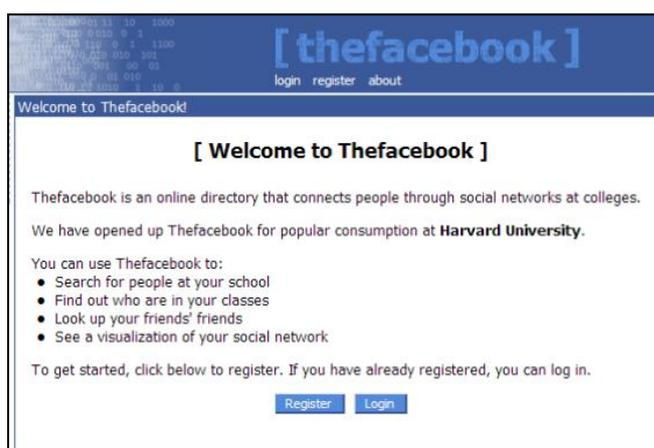 [ thefacebook ]
login register about
Welcome to Thefacebook!
[ Welcome to Thefacebook ]
Thefacebook is an online directory that connects people through social networks at colleges.
We have opened up Thefacebook for popular consumption at Harvard University.
You can use Thefacebook to:
• Search for people at your school
• Find out who are in your classes
• Look up your friends' friends
• See a visualization of your social network
To get started, click below to register. If you have already registered, you can log in.
Register Login